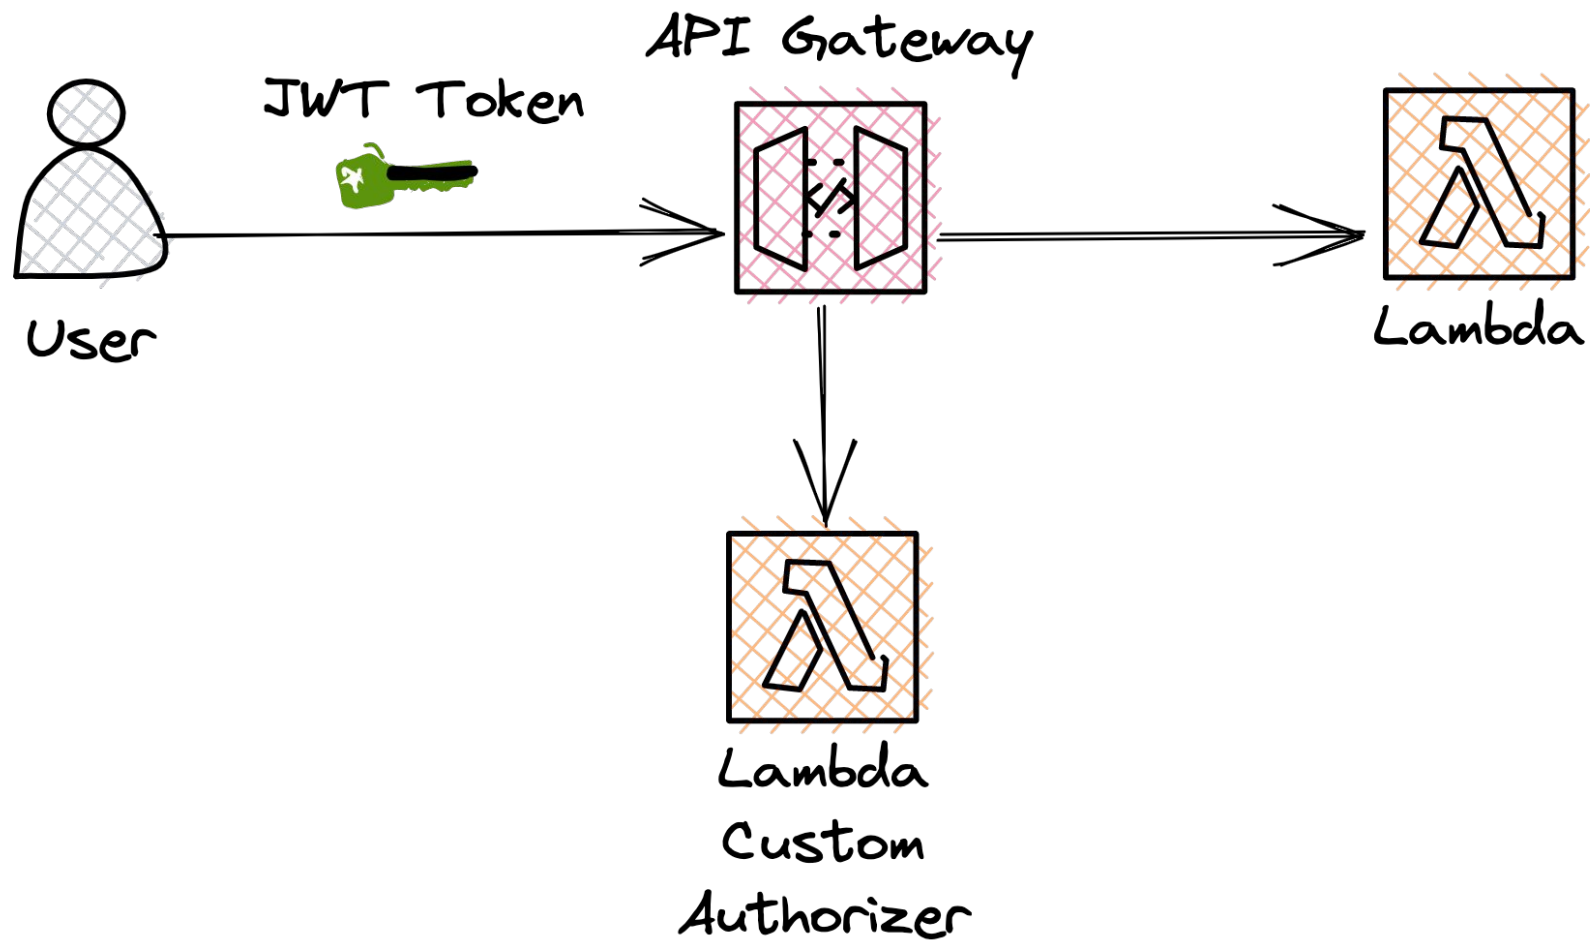 API Gateway
JWT Token
User
Lambda
Lambda
Custom
Authorizer